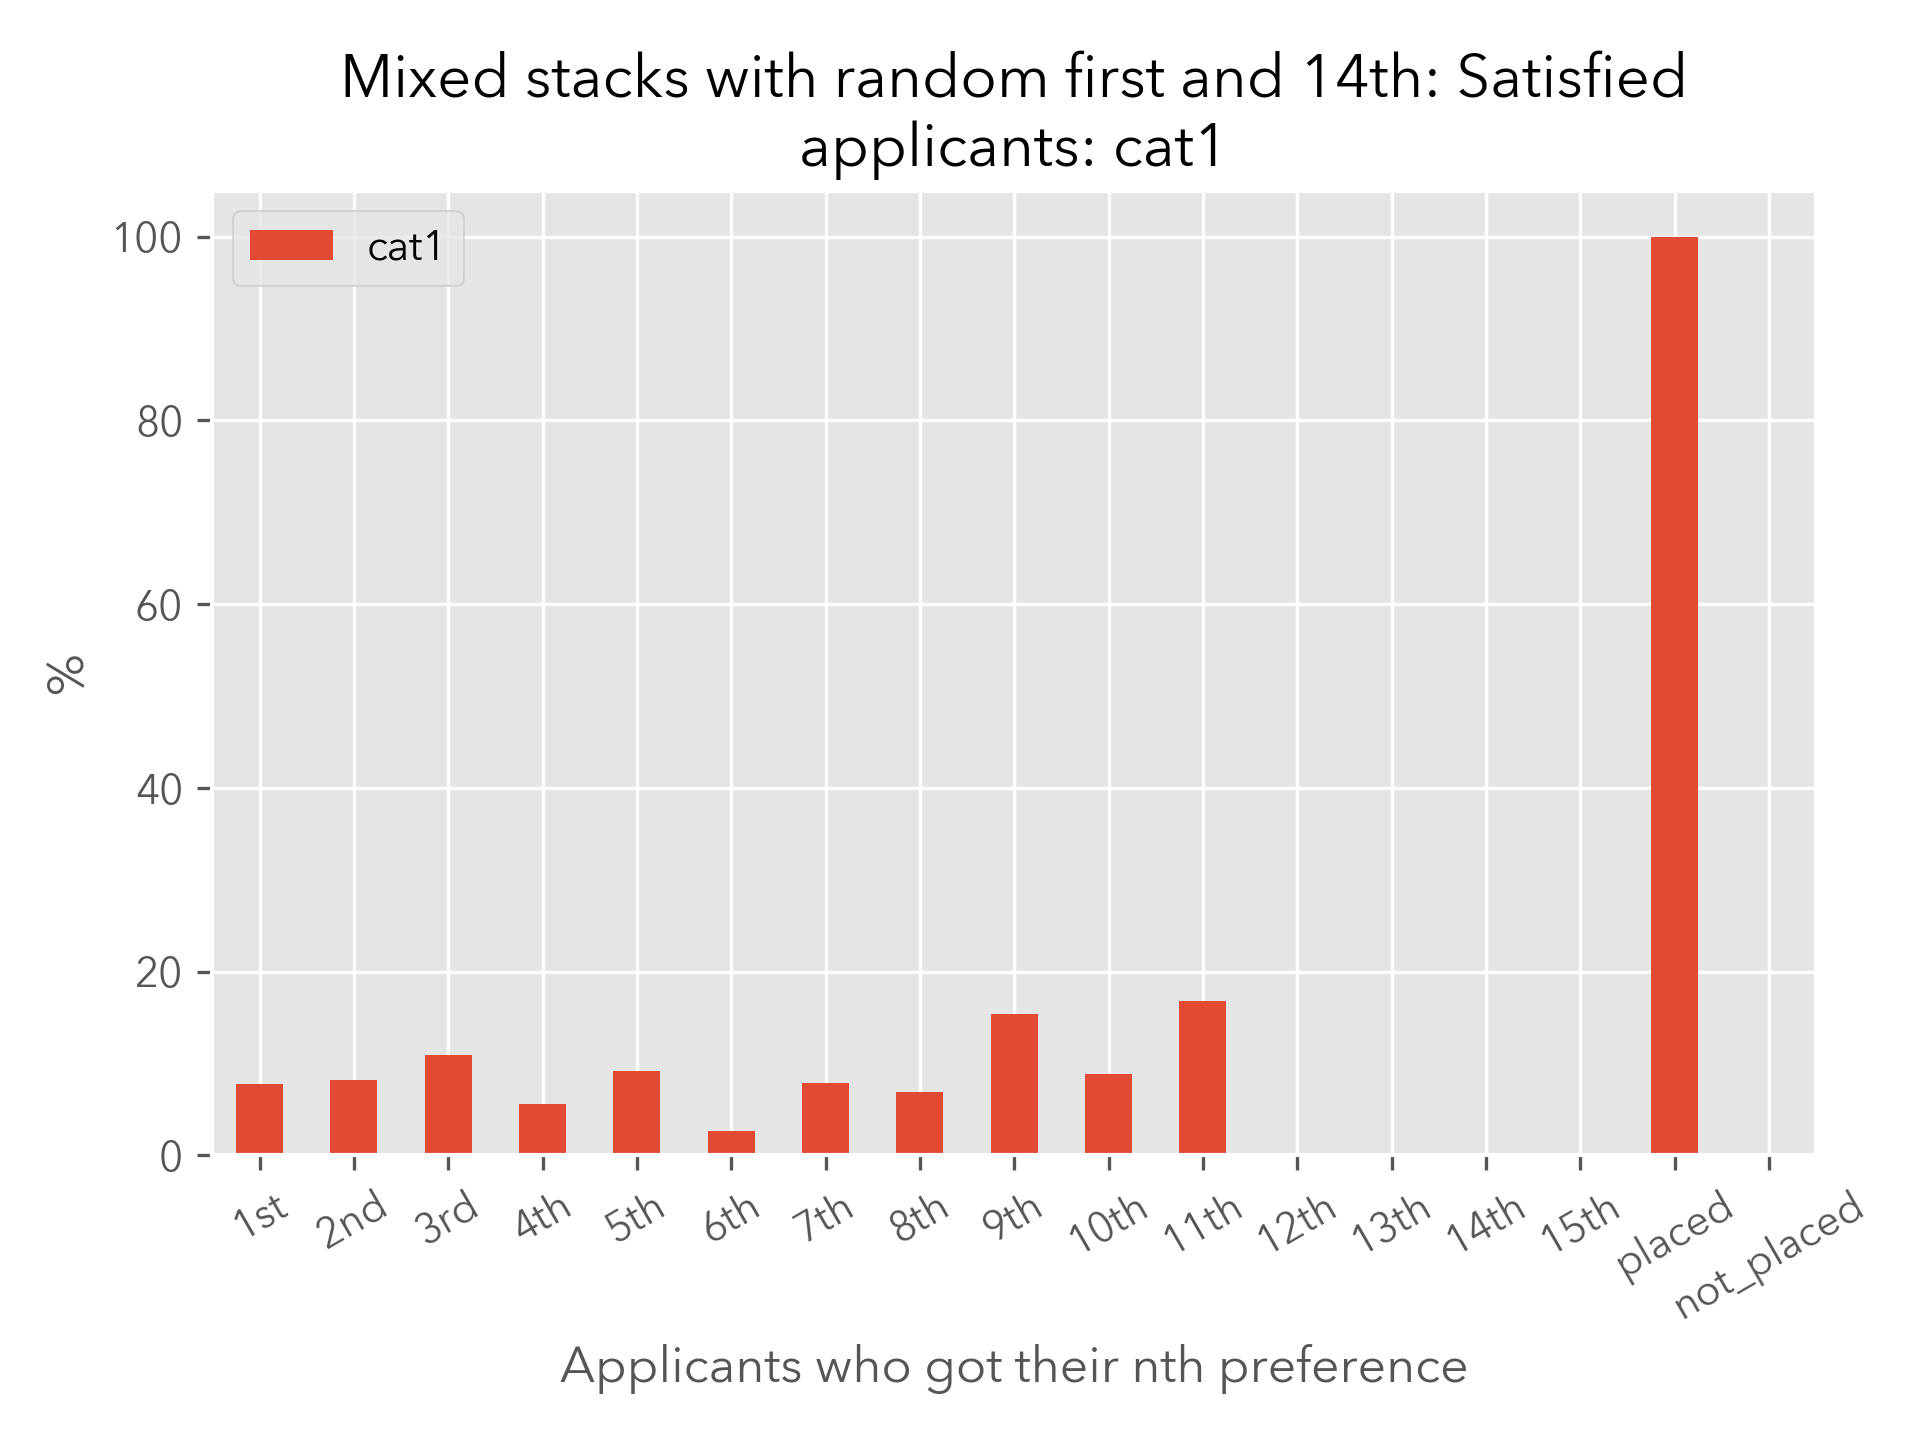 Mixed stacks with random first and 14th: Satisfied
applicants: cat1
cat1
100
80
60
40
20
0
%
1st 2nd 3rd 4th 5th 6th 7th 8th 9th 10th 11th 12th 13th 14th 15th placed not_placed
Applicants who got their nth preference